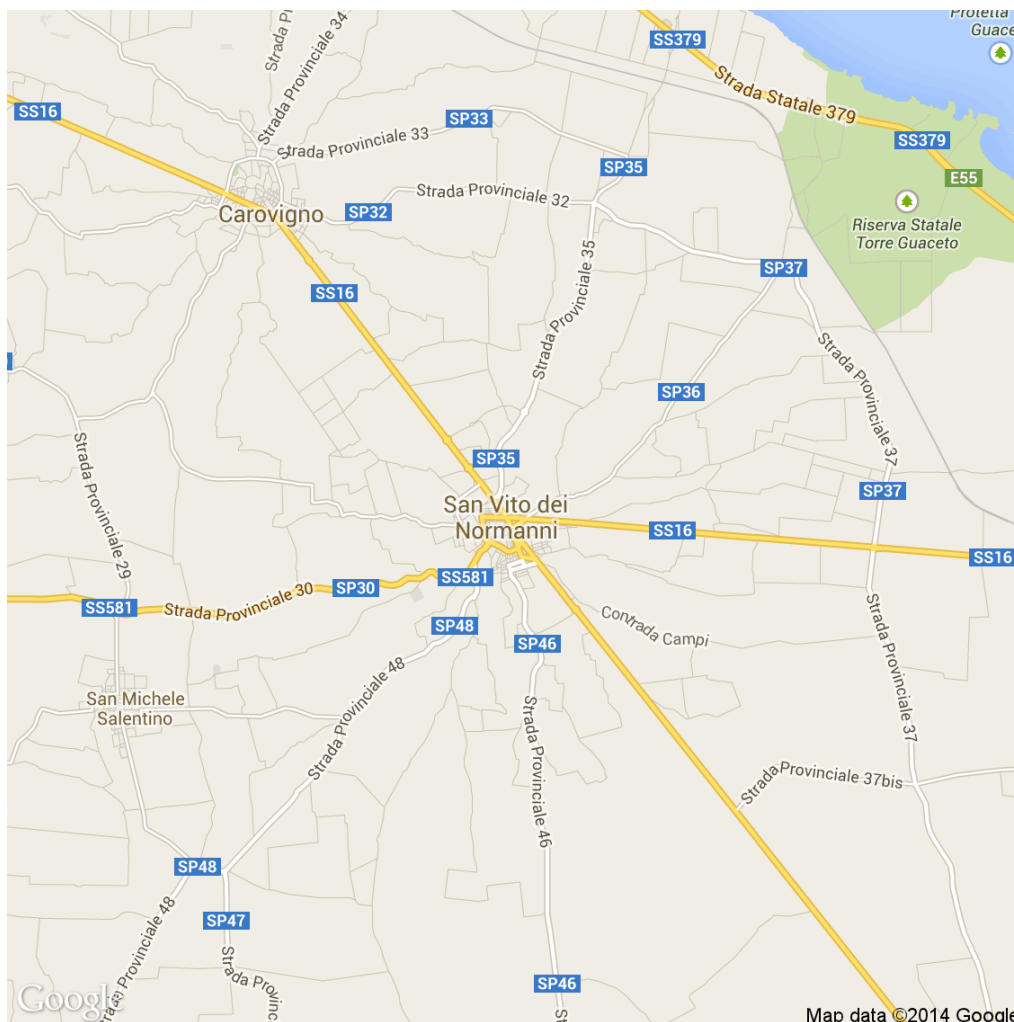 Protetta
Guace
SS379
Strada Provinciale 34
Strada Pr
SS16
Strada Statale 379
SP33
Strada Provinciale 33
SS379
SP35
E55
Strada Provinciale 32
SP32
Carovigno
Riserva Statale
Torre Guaceto
SP37
SS16
Strada Provinciale 35
Strada Provinciale 37
SP36
SP35
Strada Provinciale 29
SP37
San Vito dei
Normanni
SS16
SS16
SS581
SP30
SS581
Strada Provinciale 30
SP48
Contrada Campi
SP46
Strada Provinciale 37
Strada Provinciale 48
San Michele
Salentino
Strada Provinciale 46
Strada Provinciale 37bis
SP48
Strada Provinciale 48
SP47
Strada Provinc
SP46
Google
Map data ©2014 Google